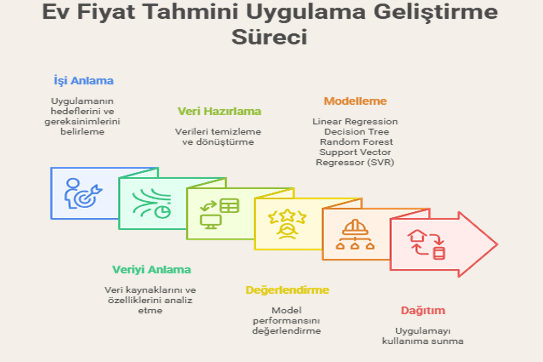 Ev Fiyat Tahmini Uygulama Geliştirme
Süreci
İşi Anlama
Uygulamanın
hedeflerini ve
gereksinimlerini
belirleme
Veri Hazırlama
Verileri temizleme
ve dönüştürme
Modelleme
Linear Regression
Decision Tree
Random Forest
Support Vector
Regressor (SVR)
Veriyi Anlama
Veri kaynaklarını ve
özelliklerini analiz
etme
Değerlendirme
Model
performansını
değerlendirme
Dağıtım
Uygulamayı
kullanıma sunma